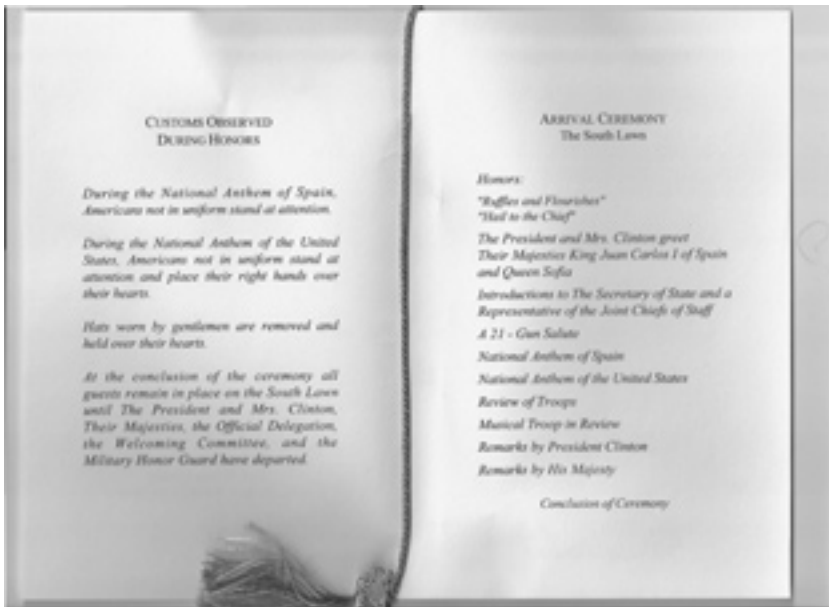 CUSTOMS OBSERVED
DURING HONORS
During the National Anthem of Spain,
Americans not in uniform stand at attention.
During the National Anthem of the United
States, Americans not in uniform stand at
attention and place their right hands over
their hearts.
Hats worn by gentlemen are removed and
held over their hearts.
At the conclusion of the ceremony all
guests remain in place on the South Lawn
until The President and Mrs. Clinton,
Their Majesties, the Official Delegation,
the Welcoming Committee, and the
Military Honor Guard have departed.
ARRIVAL CEREMONY
The South Lawn
Honors:
"Ruffles and Flourishes"
"Hail to the Chief"
The President and Mrs. Clinton greet
Their Majesties King Juan Carlos I of Spain
and Queen Sofia
Introductions to The Secretary of State and a
Representative of the Joint Chiefs of Staff
A 21 - Gun Salute
National Anthem of Spain
National Anthem of the United States
Review of Troops
Musical Troop in Review
Remarks by President Clinton
Remarks by His Majesty
Conclusion of Ceremony